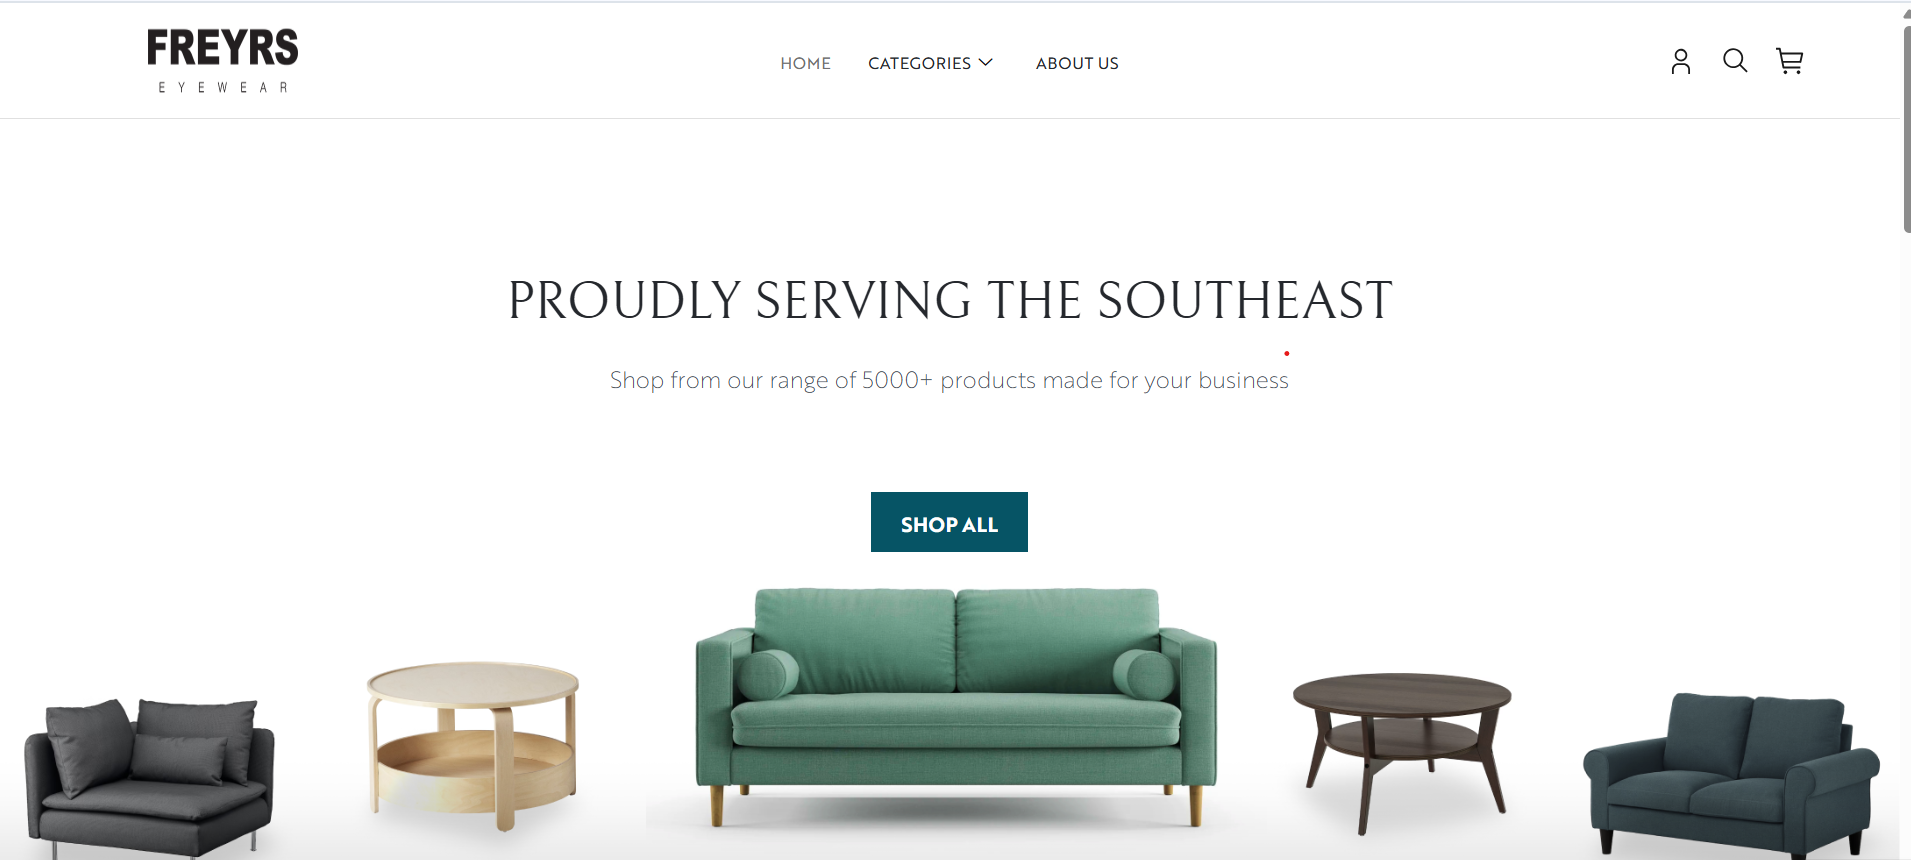 FREYRS
EYEWEAR
HOME
CATEGORIES
ABOUT US
PROUDLY SERVING THE SOUTHEAST
Shop from our range of 5000+ products made for your business
SHOP ALL